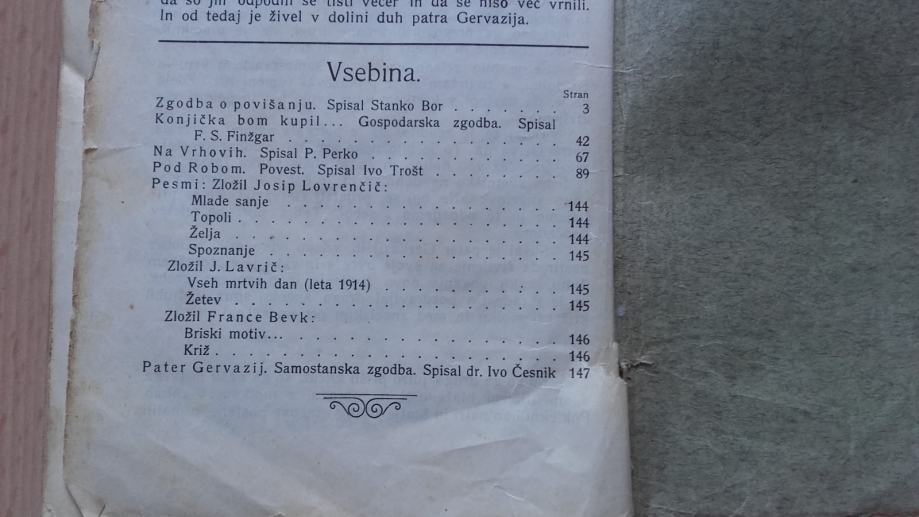 da so jih odpodili se tisti večer in da se niso več vrnili.
In od tedaj je živel v dolini duh patra Gervazija.
Vsebina.
Stran
Zgodba o povišanju. Spisal Stanko Bor . . . . . . . 3
Konjička bom kupil... Gospodarska zgodba. Spisal
F. S. Finžgar . . . . . . . . . . . . . . . . . 42
Na Vrhovih. Spisal P. Perko . . . . . . . . . . . . 67
Pod Robom. Povest. Spisal Ivo Trošt . . . . . . . . 89
Pesmi: Zložil Josip Lovrenčič:
Mlade sanje . . . . . . . . . . . . . . . . . 144
Topoli . . . . . . . . . . . . . . . . . . . . 144
Želja . . . . . . . . . . . . . . . . . . . . 144
Spoznanje . . . . . . . . . . . . . . . . . . 145
Zložil J. Lavrič:
Vseh mrtvih dan (leta 1914) . . . . . . . . . . . 145
Žetev . . . . . . . . . . . . . . . . . . . . 145
Zložil France Bevk:
Briski motiv... . . . . . . . . . . . . . . . . 146
Križ . . . . . . . . . . . . . . . . . . . . . 146
Pater Gervazij. Samostanska zgodba. Spisal dr. Ivo Česnik 147